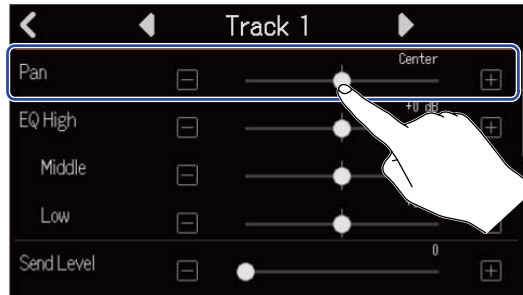 Track 1
Pan
Center
EQ High
+0 dB
Middle
Low
Send Level
0